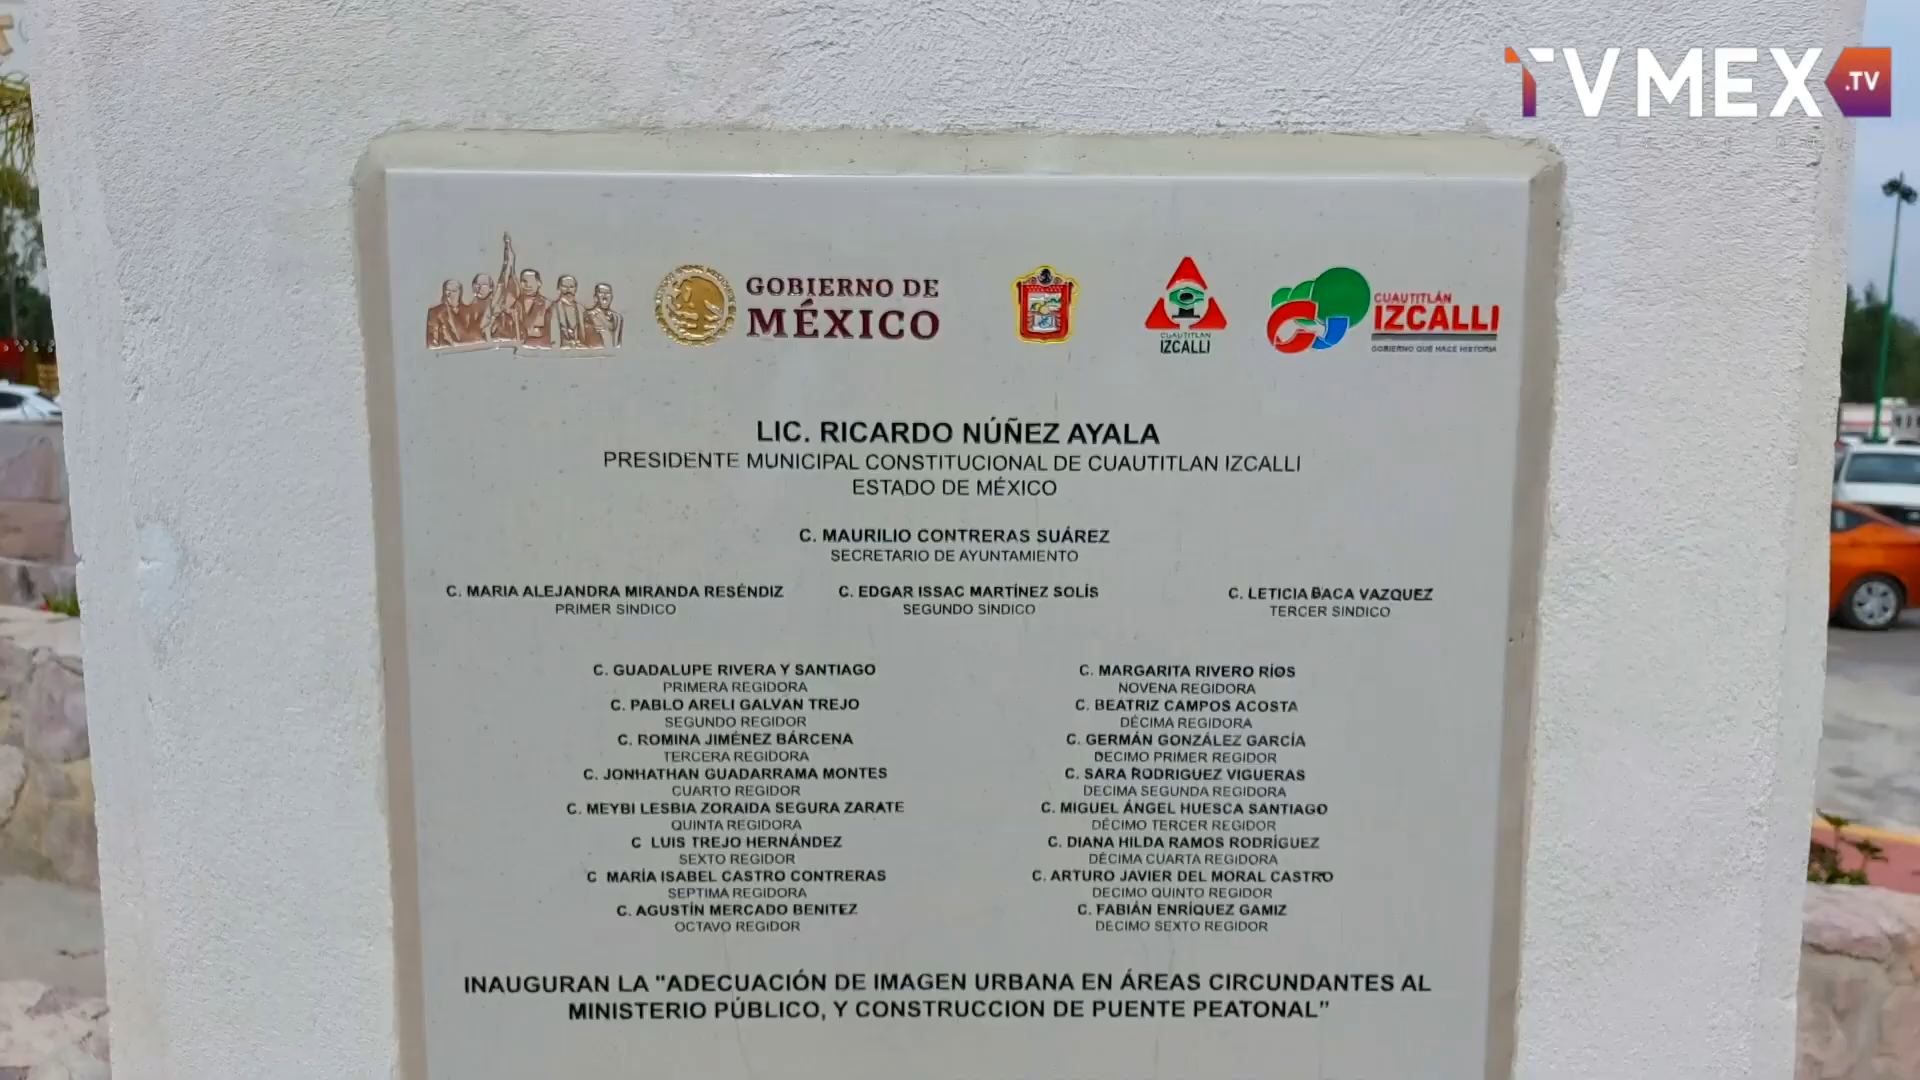 TVMEX .TV
GOBIERNO DE
MÉXICO
CUAUTITLÁN
IZCALLI
CUAUTITLÁN
IZCALLI
GOBIERNO QUE HACE HISTORIA
LIC. RICARDO NÚÑEZ AYALA
PRESIDENTE MUNICIPAL CONSTITUCIONAL DE CUAUTITLAN IZCALLI
ESTADO DE MÉXICO
C. MAURILIO CONTRERAS SUÁREZ
SECRETARIO DE AYUNTAMIENTO
C. MARIA ALEJANDRA MIRANDA RESÉNDIZ
PRIMER SINDICO
C. EDGAR ISSAC MARTÍNEZ SOLÍS
SEGUNDO SÍNDICO
C. LETICIA BACA VAZQUEZ
TERCER SINDICO
C. GUADALUPE RIVERA Y SANTIAGO
PRIMERA REGIDORA
C. PABLO ARELI GALVAN TREJO
SEGUNDO REGIDOR
C. ROMINA JIMÉNEZ BÁRCENA
TERCERA REGIDORA
C. JONHATHAN GUADARRAMA MONTES
CUARTO REGIDOR
C. MEYBI LESBIA ZORAIDA SEGURA ZARATE
QUINTA REGIDORA
C LUIS TREJO HERNÁNDEZ
SEXTO REGIDOR
C MARÍA ISABEL CASTRO CONTRERAS
SEPTIMA REGIDORA
C. AGUSTÍN MERCADO BENITEZ
OCTAVO REGIDOR
C. MARGARITA RIVERO RÍOS
NOVENA REGIDORA
C. BEATRIZ CAMPOS ACOSTA
DÉCIMA REGIDORA
C. GERMÁN GONZÁLEZ GARCÍA
DECIMO PRIMER REGIDOR
C. SARA RODRIGUEZ VIGUERAS
DECIMA SEGUNDA REGIDORA
C. MIGUEL ÁNGEL HUESCA SANTIAGO
DÉCIMO TERCER REGIDOR
C. DIANA HILDA RAMOS RODRÍGUEZ
DÉCIMA CUARTA REGIDORA
C. ARTURO JAVIER DEL MORAL CASTRO
DECIMO QUINTO REGIDOR
C. FABIÁN ENRÍQUEZ GAMIZ
DECIMO SEXTO REGIDOR
INAUGURAN LA "ADECUACIÓN DE IMAGEN URBANA EN ÁREAS CIRCUNDANTES AL
MINISTERIO PÚBLICO, Y CONSTRUCCION DE PUENTE PEATONAL"